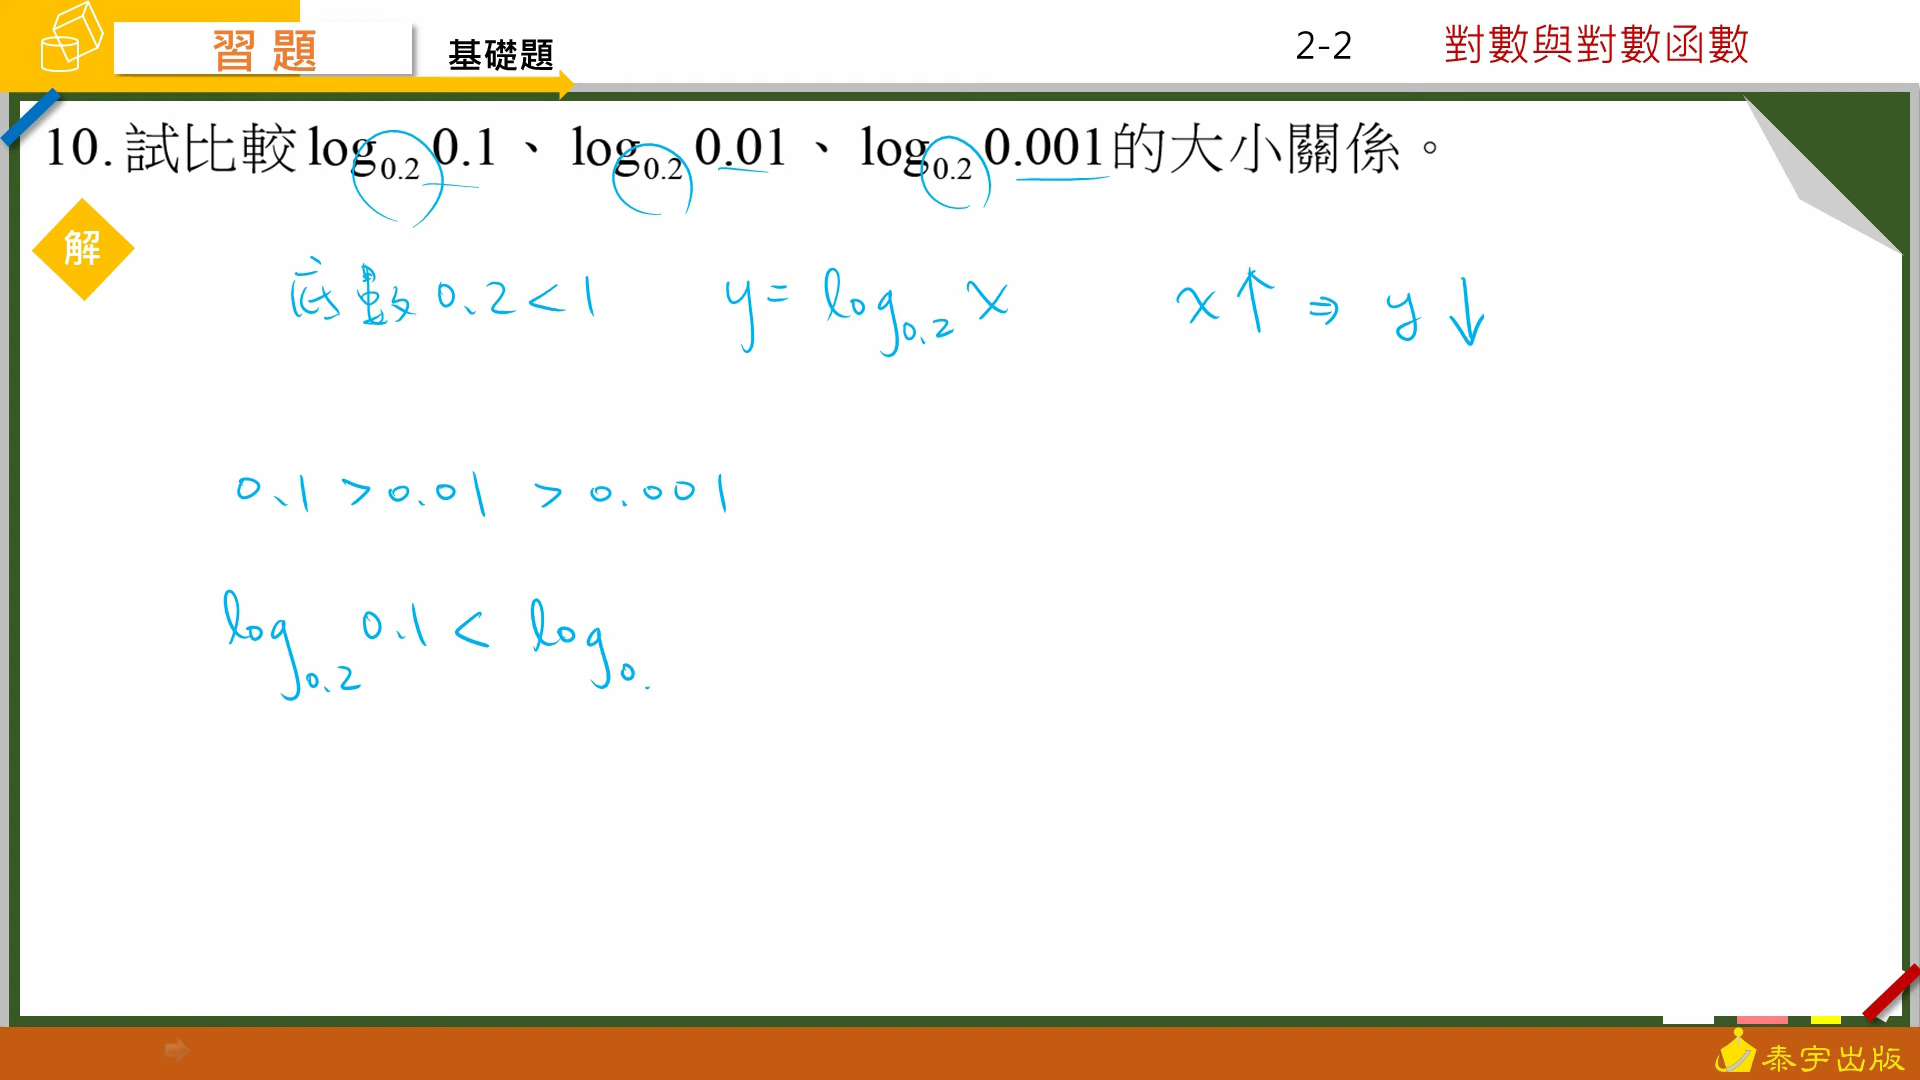 習題 基礎題 2-2 對數與對數函數
10. 試比較 log₀.₂ 0.1、log₀.₂ 0.01、log₀.₂ 0.001 的大小關係。
解
底數 0.2 < 1 y = log₀.₂ x x↑ ⇒ y↓
0.1 > 0.01 > 0.001
log₀.₂ 0.1 < log₀.
泰宇出版